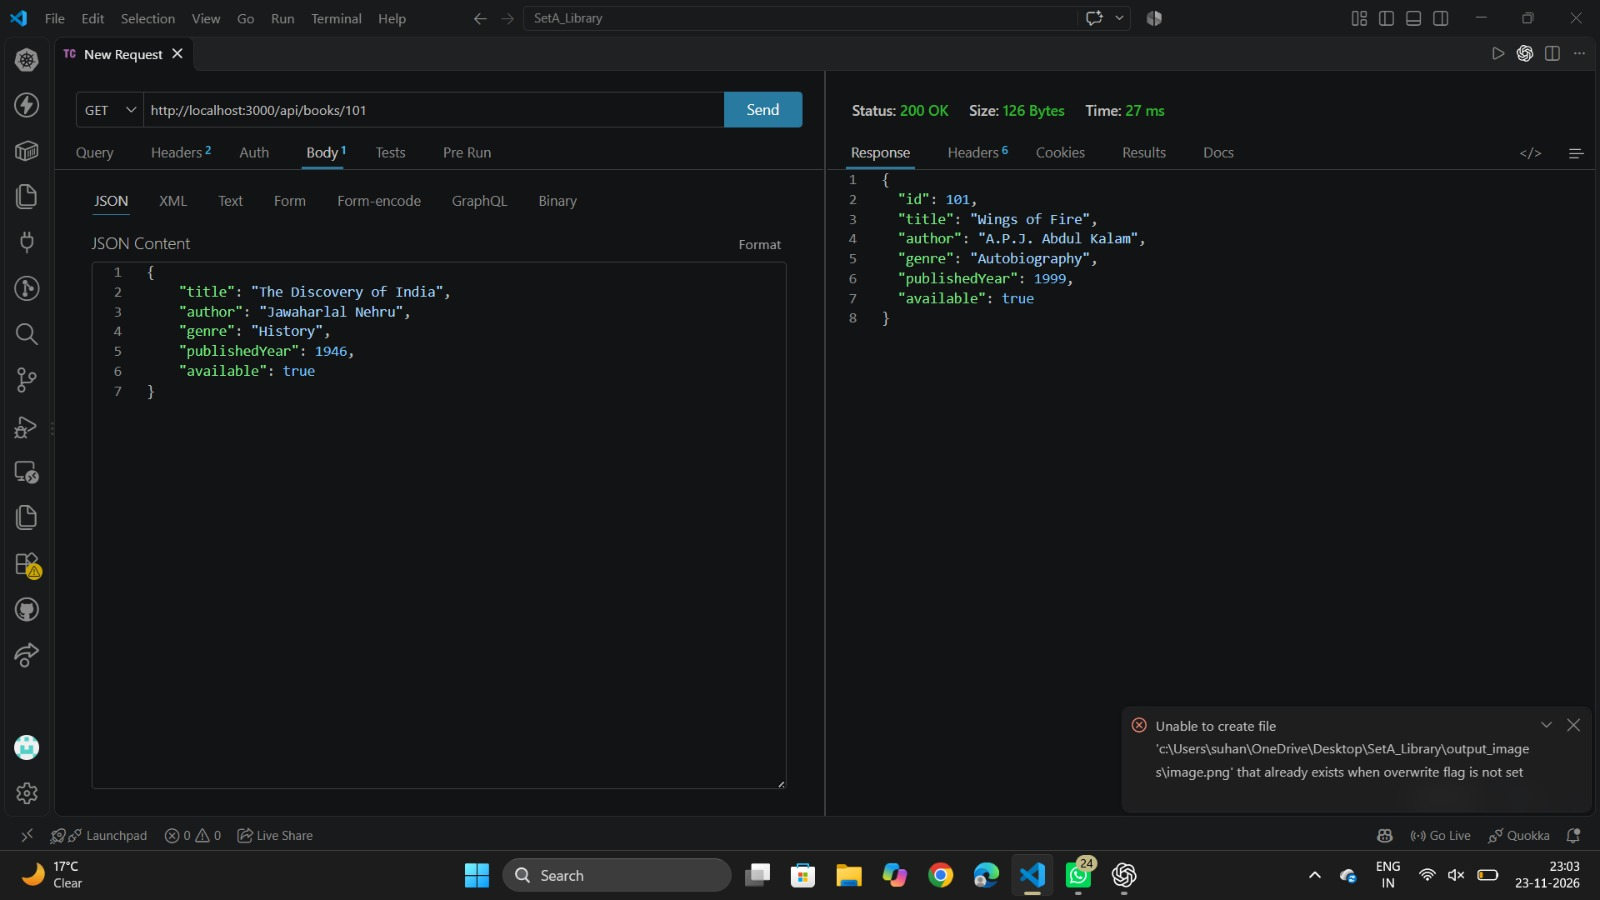 File Edit Selection View Go Run Terminal Help
SetA_Library
TC New Request
GET http://localhost:3000/api/books/101 Send
Query Headers 2 Auth Body 1 Tests Pre Run
JSON XML Text Form Form-encode GraphQL Binary
JSON Content Format
1 {
2 "title": "The Discovery of India",
3 "author": "Jawaharlal Nehru",
4 "genre": "History",
5 "publishedYear": 1946,
6 "available": true
7 }
Status: 200 OK Size: 126 Bytes Time: 27 ms
Response Headers 6 Cookies Results Docs </>
1 {
2 "id": 101,
3 "title": "Wings of Fire",
4 "author": "A.P.J. Abdul Kalam",
5 "genre": "Autobiography",
6 "publishedYear": 1999,
7 "available": true
8 }
Unable to create file
'c:\Users\suhan\OneDrive\Desktop\SetA_Library\output_image
s\image.png' that already exists when overwrite flag is not set
Launchpad 0 0 Live Share Go Live Quokka
17°C
Clear
Search
24
ENG
IN
23:03
23-11-2026